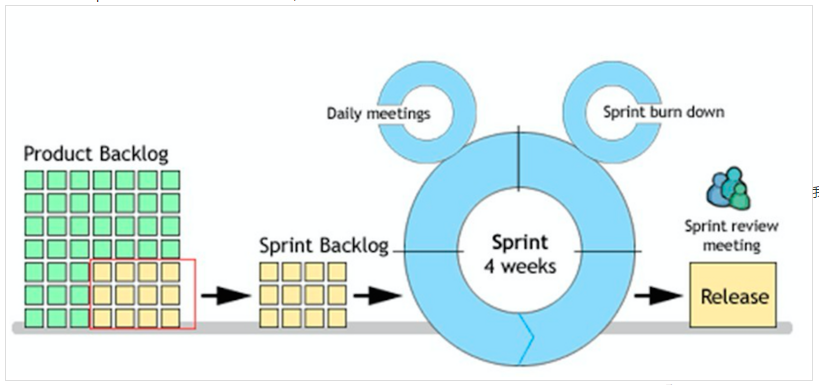 Daily meetings
Sprint burn down
Product Backlog
Sprint Backlog
Sprint
4 weeks
Sprint review
meeting
Release